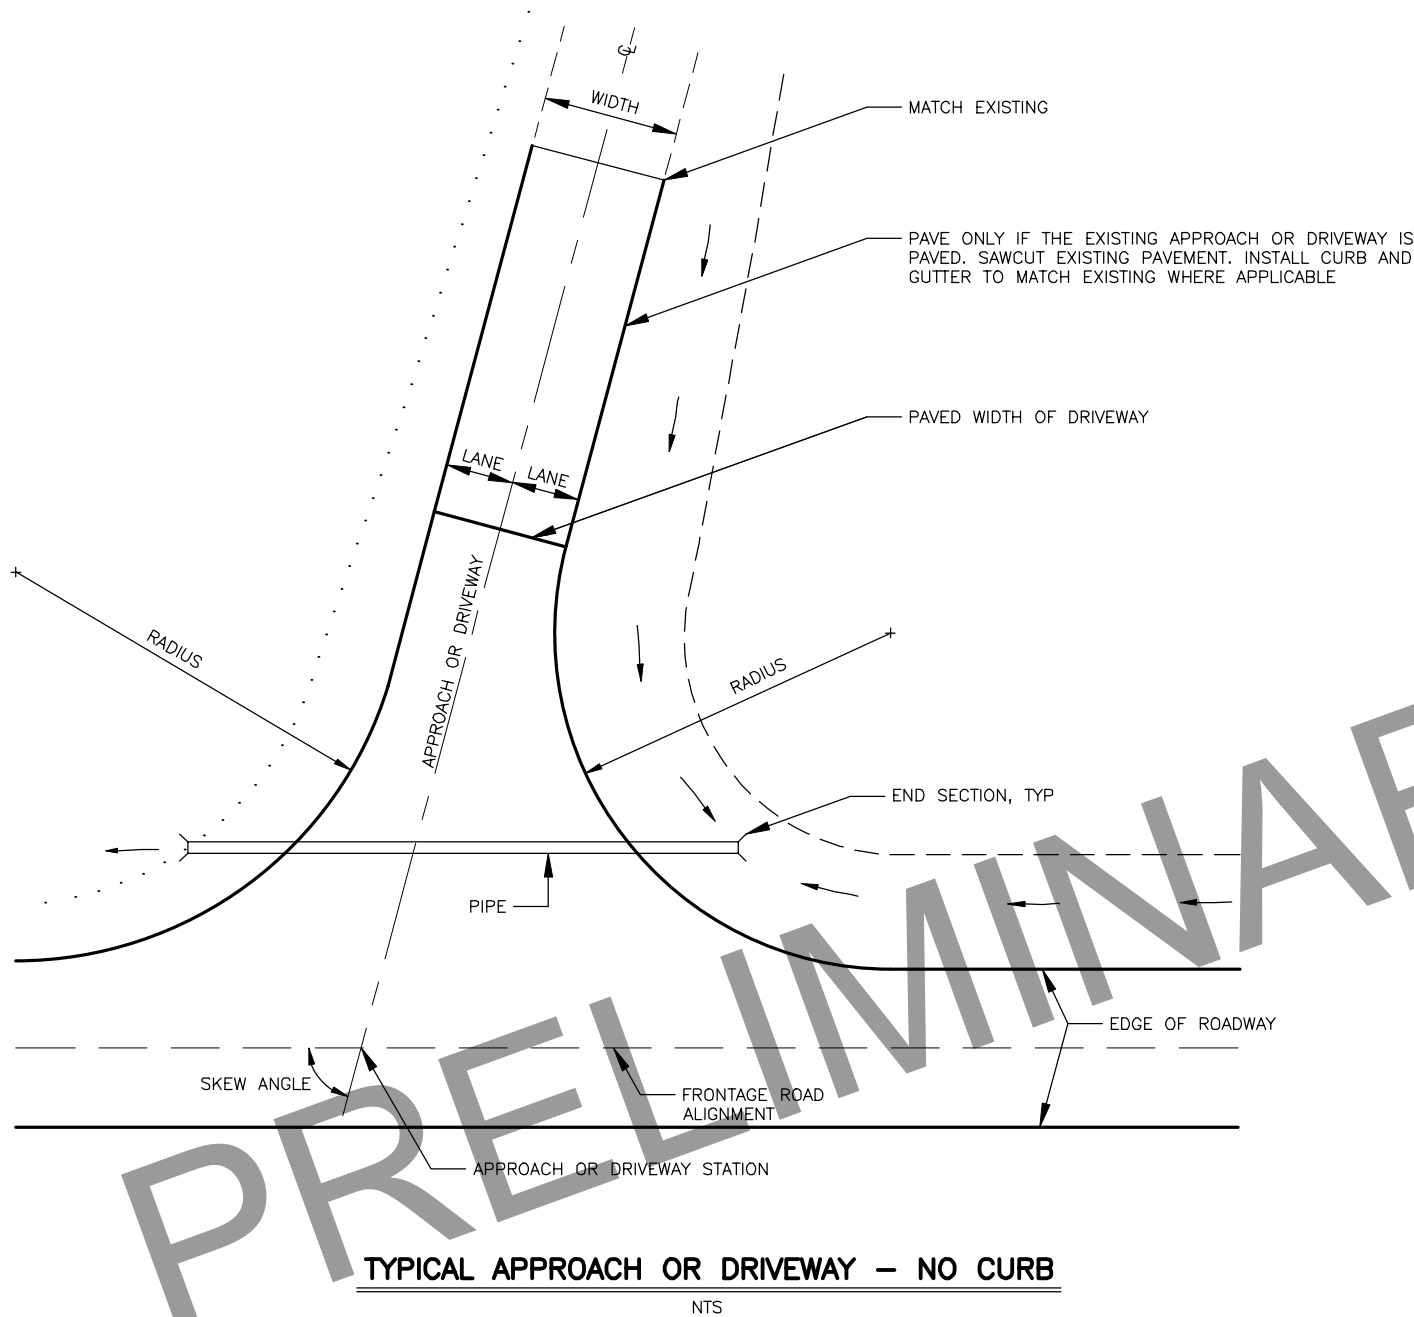 ℄
WIDTH
MATCH EXISTING
PAVE ONLY IF THE EXISTING APPROACH OR DRIVEWAY IS
PAVED. SAWCUT EXISTING PAVEMENT. INSTALL CURB AND
GUTTER TO MATCH EXISTING WHERE APPLICABLE
PAVED WIDTH OF DRIVEWAY
LANE
LANE
APPROACH OR DRIVEWAY
RADIUS
RADIUS
END SECTION, TYP
PIPE
EDGE OF ROADWAY
SKEW ANGLE
FRONTAGE ROAD
ALIGNMENT
APPROACH OR DRIVEWAY STATION
PRELIMINAR
TYPICAL APPROACH OR DRIVEWAY – NO CURB
NTS